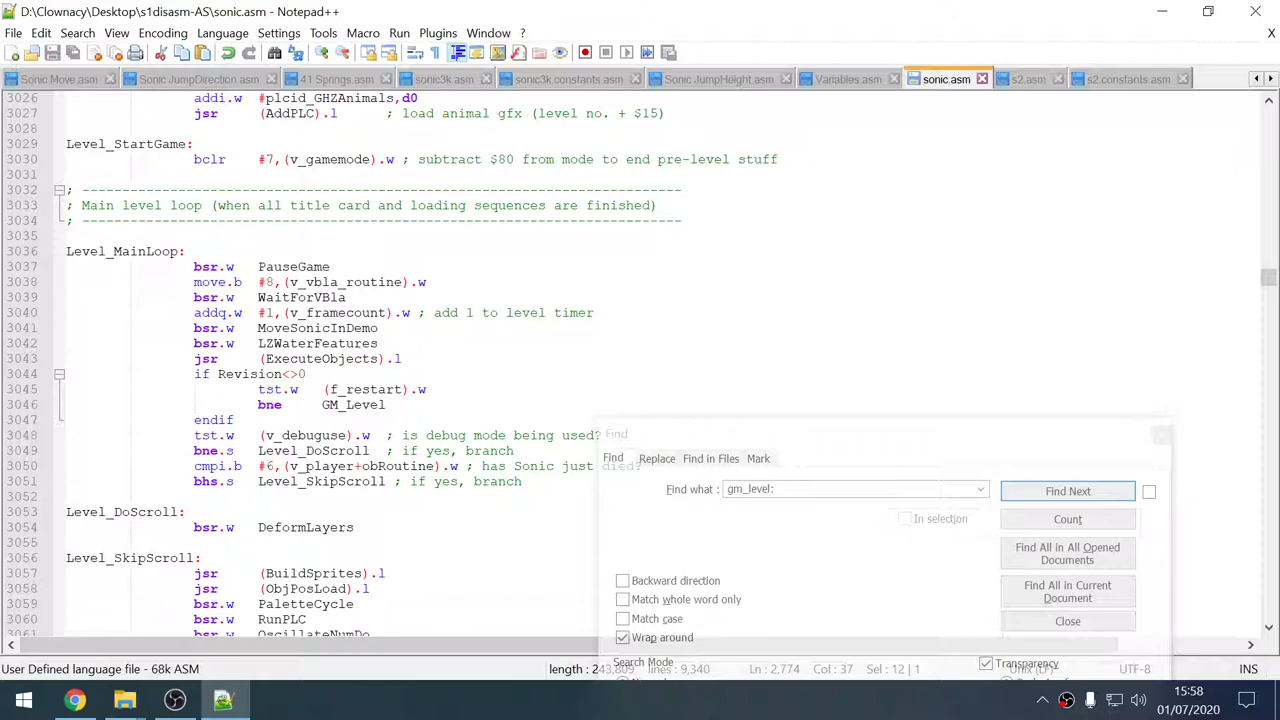 D:\Clownacy\Desktop\s1disasm-AS\sonic.asm - Notepad++
File Edit Search View Encoding Language Settings Tools Macro Run Plugins Window ? X
Sonic Move.asm Sonic JumpDirection.asm 41 Springs.asm sonic3k.asm sonic3k.constants.asm Sonic JumpHeight.asm Variables.asm sonic.asm s2.asm s2.constants.asm
3026 addi.w #plcid_GHZAnimals,d0
3027 jsr (AddPLC).l ; load animal gfx (level no. + $15)
3028
3029 Level_StartGame:
3030 bclr #7,(v_gamemode).w ; subtract $80 from mode to end pre-level stuff
3031
3032 ; ---------------------------------------------------------------------------
3033 ; Main level loop (when all title card and loading sequences are finished)
3034 ; ---------------------------------------------------------------------------
3035
3036 Level_MainLoop:
3037 bsr.w PauseGame
3038 move.b #8,(v_vbla_routine).w
3039 bsr.w WaitForVBla
3040 addq.w #1,(v_framecount).w ; add 1 to level timer
3041 bsr.w MoveSonicInDemo
3042 bsr.w LZWaterFeatures
3043 jsr (ExecuteObjects).l
3044 if Revision<>0
3045 tst.w (f_restart).w
3046 bne GM_Level
3047 endif
3048 tst.w (v_debuguse).w ; is debug mode being used?
3049 bne.s Level_DoScroll ; if yes, branch
3050 cmpi.b #6,(v_player+obRoutine).w ; has Sonic just died?
3051 bhs.s Level_SkipScroll ; if yes, branch
3052
3053 Level_DoScroll:
3054 bsr.w DeformLayers
3055
3056 Level_SkipScroll:
3057 jsr (BuildSprites).l
3058 jsr (ObjPosLoad).l
3059 bsr.w PaletteCycle
3060 bsr.w RunPLC
3061 bsr.w OscillateNumDo
Find
Find Replace Find in Files Mark
Find what : gm_level: Find Next
In selection Count
Find All in All Opened Documents
Backward direction
Match whole word only
Find All in Current Document
Match case
Close
Wrap around
Search Mode Transparency
User Defined language file - 68k ASM length : 243,809 lines : 9,340 Ln : 2,774 Col : 37 Sel : 12 | 1 Unix (LF) UTF-8 INS
15:58
01/07/2020